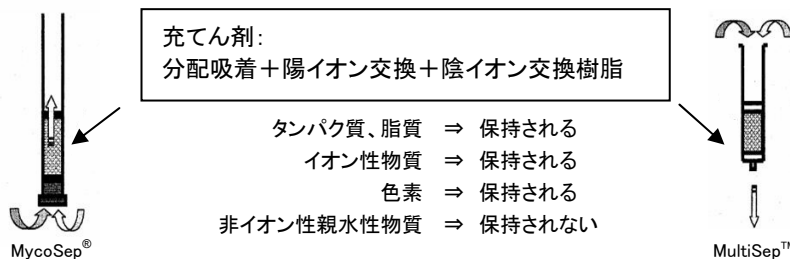 充てん剤:
分配吸着+陽イオン交換+陰イオン交換樹脂
タンパク質、脂質 ⇒ 保持される
イオン性物質 ⇒ 保持される
色素 ⇒ 保持される
非イオン性親水性物質 ⇒ 保持されない
MycoSep®
MultiSep™